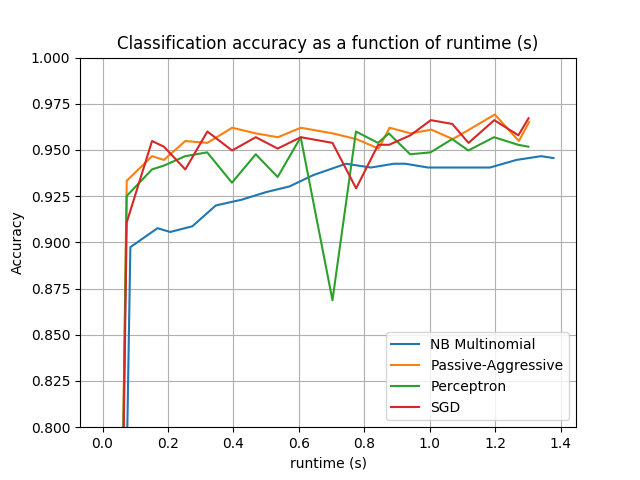 Classification accuracy as a function of runtime (s)
1.000
0.975
0.950
0.925
0.900
0.875
0.850
0.825
0.800
Accuracy
NB Multinomial
Passive-Aggressive
Perceptron
SGD
0.0 0.2 0.4 0.6 0.8 1.0 1.2 1.4
runtime (s)